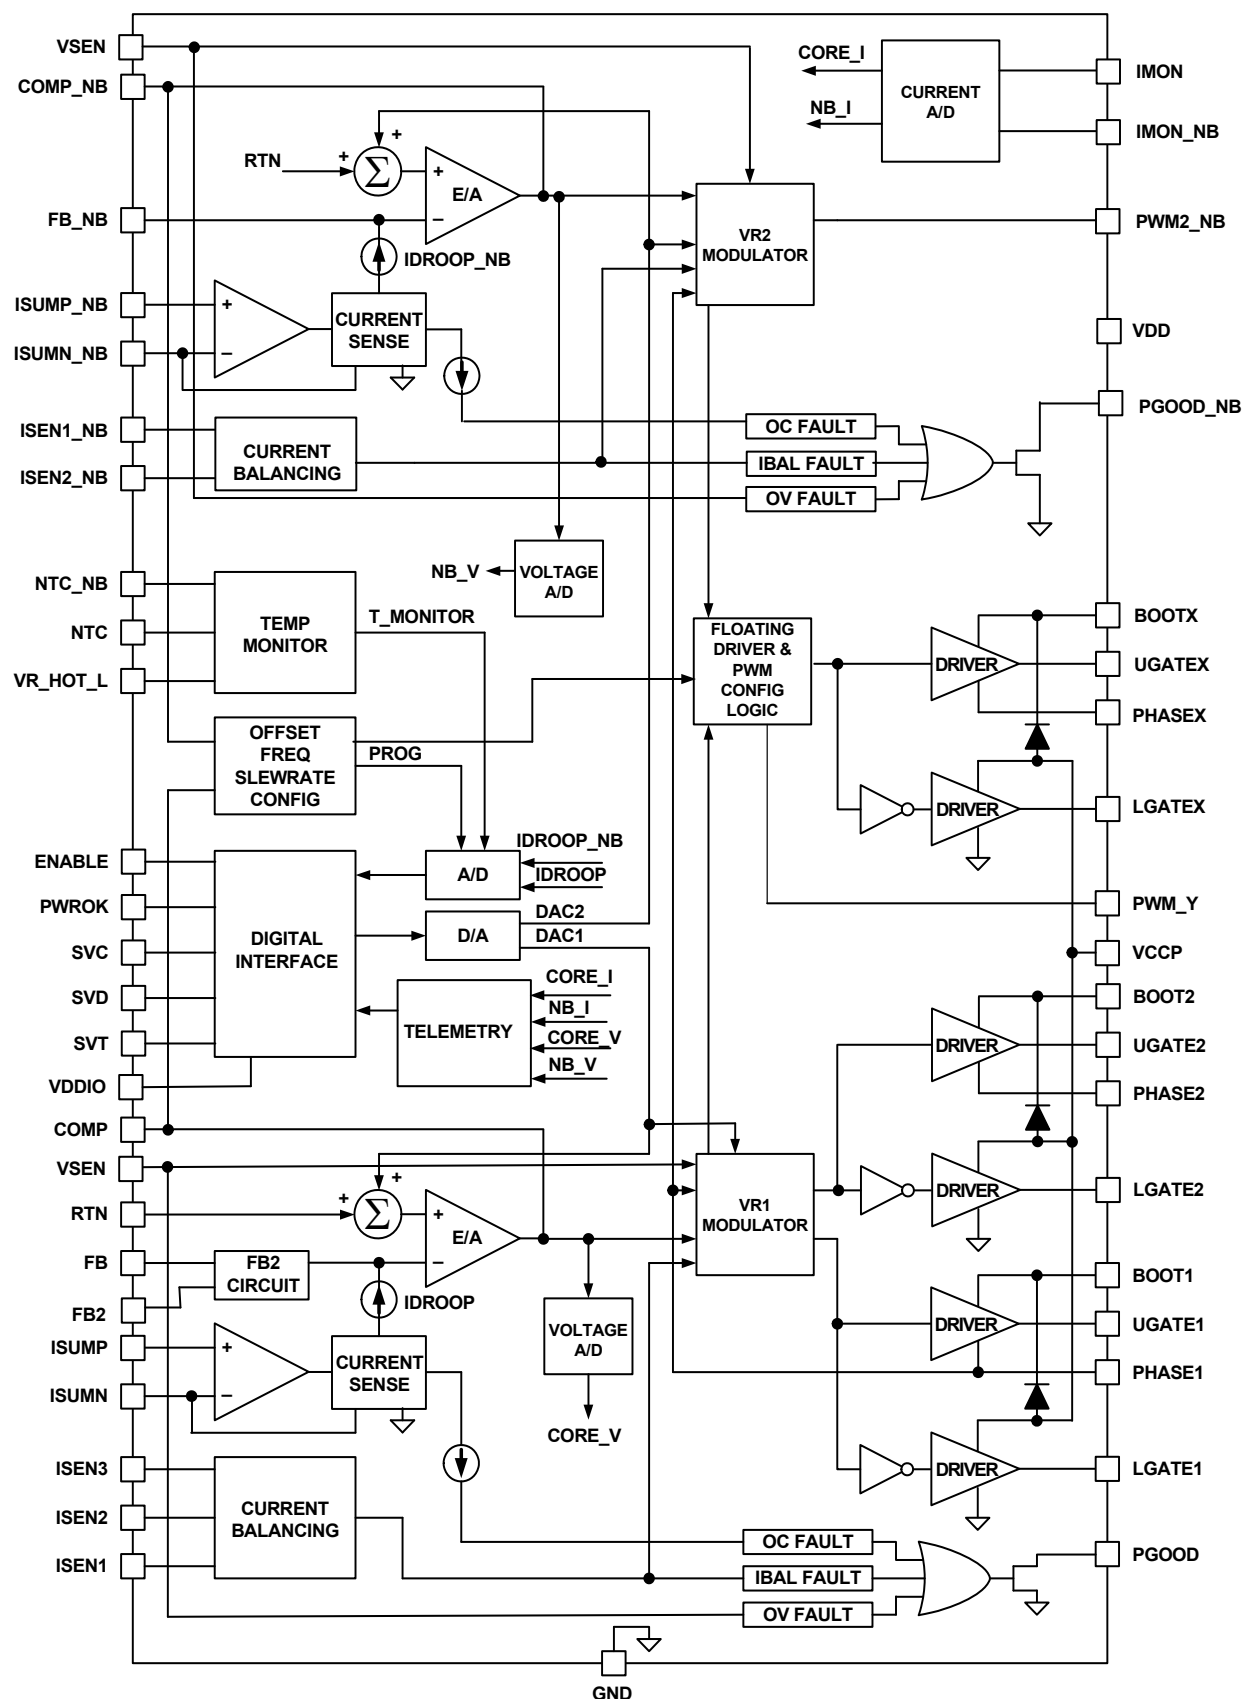 VSEN
COMP_NB
CORE_I
NB_I
CURRENT
A/D
IMON
IMON_NB
RTN
+
+
Σ
+
E/A
−
FB_NB
IDROOP_NB
VR2
MODULATOR
PWM2_NB
ISUMP_NB
ISUMN_NB
+
−
CURRENT
SENSE
VDD
PGOOD_NB
ISEN1_NB
ISEN2_NB
CURRENT
BALANCING
OC FAULT
IBAL FAULT
OV FAULT
NB_V
VOLTAGE
A/D
NTC_NB
NTC
VR_HOT_L
TEMP
MONITOR
T_MONITOR
FLOATING
DRIVER &
PWM
CONFIG
LOGIC
DRIVER
BOOTX
UGATEX
PHASEX
OFFSET
FREQ
SLEWRATE
CONFIG
PROG
DRIVER
LGATEX
ENABLE
PWROK
SVC
SVD
SVT
VDDIO
DIGITAL
INTERFACE
A/D
IDROOP_NB
IDROOP
D/A
DAC2
DAC1
TELEMETRY
CORE_I
NB_I
CORE_V
NB_V
PWM_Y
VCCP
BOOT2
DRIVER
UGATE2
PHASE2
COMP
VSEN
RTN
+
+
Σ
+
E/A
−
VR1
MODULATOR
DRIVER
LGATE2
FB
FB2
FB2
CIRCUIT
IDROOP
BOOT1
DRIVER
UGATE1
PHASE1
ISUMP
ISUMN
+
−
CURRENT
SENSE
VOLTAGE
A/D
CORE_V
DRIVER
LGATE1
ISEN3
ISEN2
ISEN1
CURRENT
BALANCING
OC FAULT
IBAL FAULT
OV FAULT
PGOOD
GND